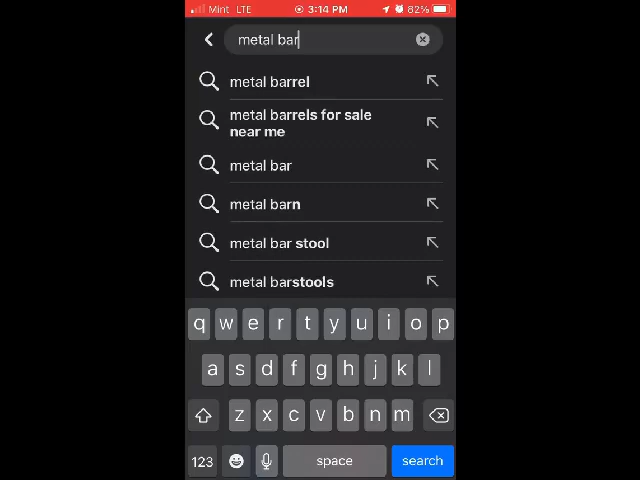 Mint LTE 3:14 PM 82%
metal bar
metal barrel
metal barrels for sale
near me
metal bar
metal barn
metal bar stool
metal barstools
q w e r t y u i o p
a s d f g h j k l
z x c v b n m
123 space search